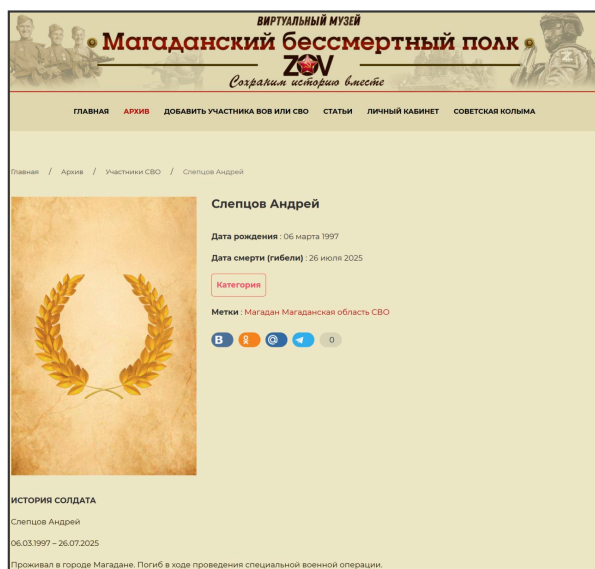 ВИРТУАЛЬНЫЙ МУЗЕЙ
Магаданский бессмертный полк
ZOV
Сохраним историю вместе
ГЛАВНАЯ АРХИВ ДОБАВИТЬ УЧАСТНИКА ВОВ ИЛИ СВО СТАТЬИ ЛИЧНЫЙ КАБИНЕТ СОВЕТСКАЯ КОЛЫМА
Главная / Архив / Участники СВО / Слепцов Андрей
Слепцов Андрей
Дата рождения : 06 марта 1997
Дата смерти (гибели) : 26 июля 2025
Категория
Метки : Магадан Магаданская область СВО
0
ИСТОРИЯ СОЛДАТА
Слепцов Андрей
06.03.1997 – 26.07.2025
Проживал в городе Магадане. Погиб в ходе проведения специальной военной операции.